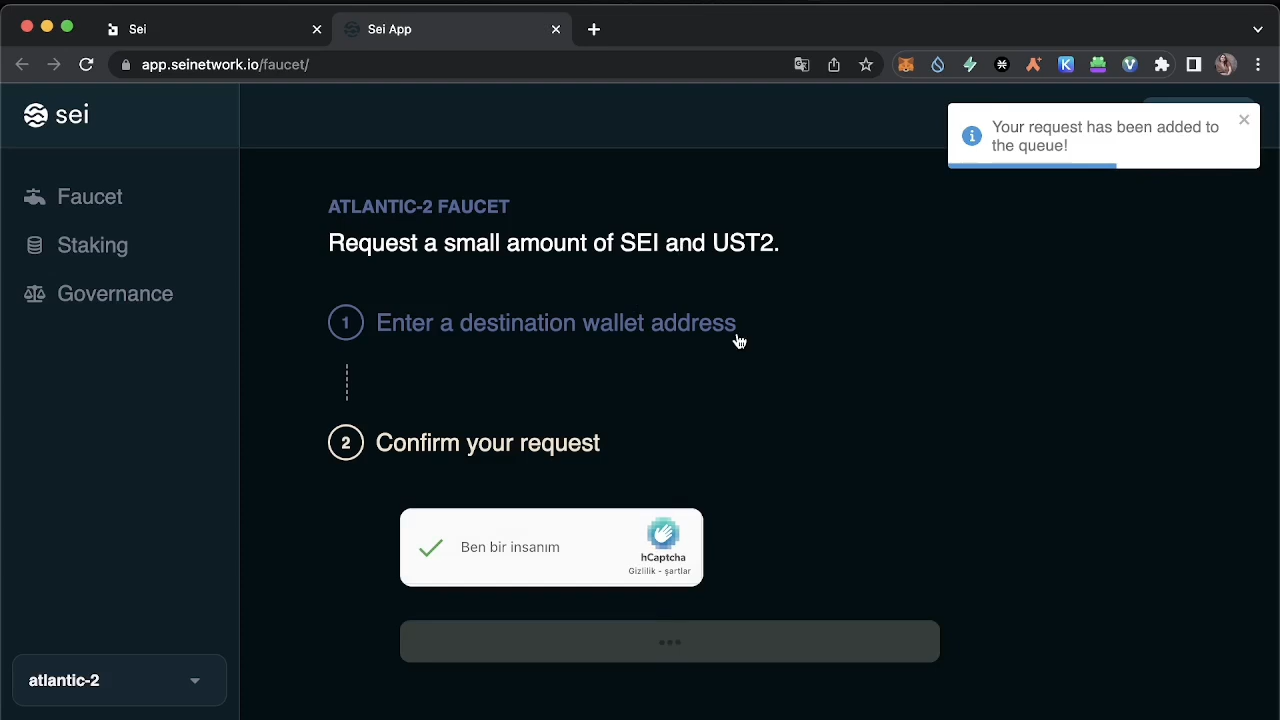 Sei
Sei App
app.seinetwork.io/faucet/
sei
Your request has been added to
the queue!
Faucet
Staking
Governance
ATLANTIC-2 FAUCET
Request a small amount of SEI and UST2.
1 Enter a destination wallet address
2 Confirm your request
Ben bir insanım
hCaptcha
Gizlilik - şartlar
•••
atlantic-2